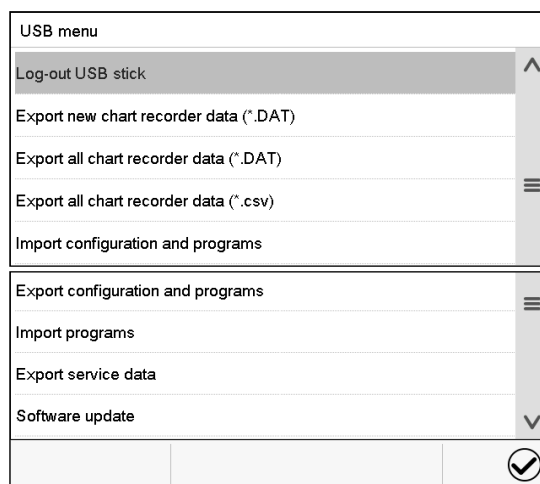 USB menu
Log-out USB stick
Export new chart recorder data (*.DAT)
Export all chart recorder data (*.DAT)
Export all chart recorder data (*.csv)
Import configuration and programs
Export configuration and programs
Import programs
Export service data
Software update